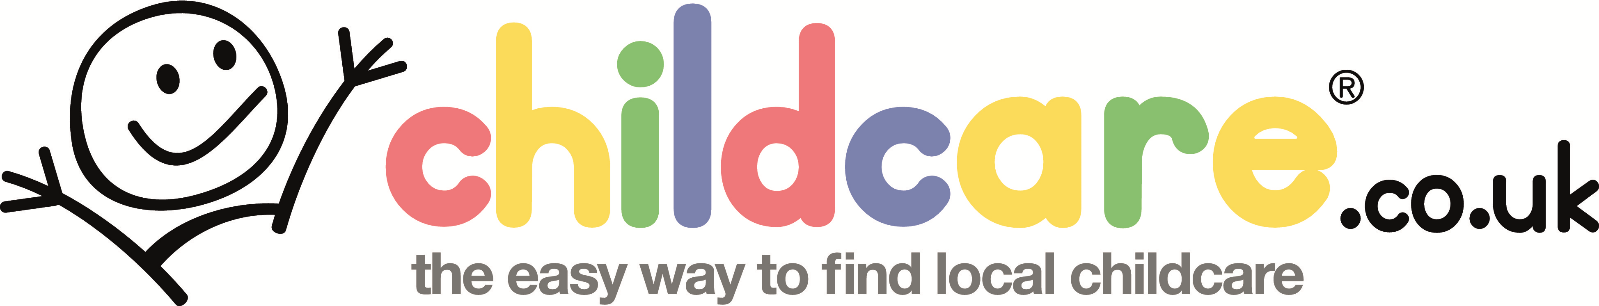 childcare®.co.uk
the easy way to find local childcare